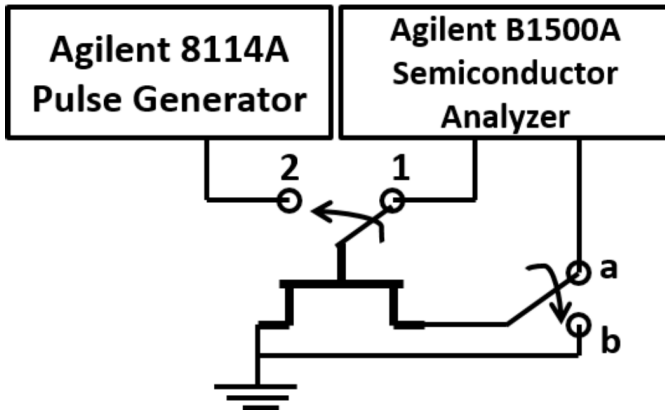 Agilent 8114A
Pulse Generator
Agilent B1500A
Semiconductor
Analyzer
2
1
a
b